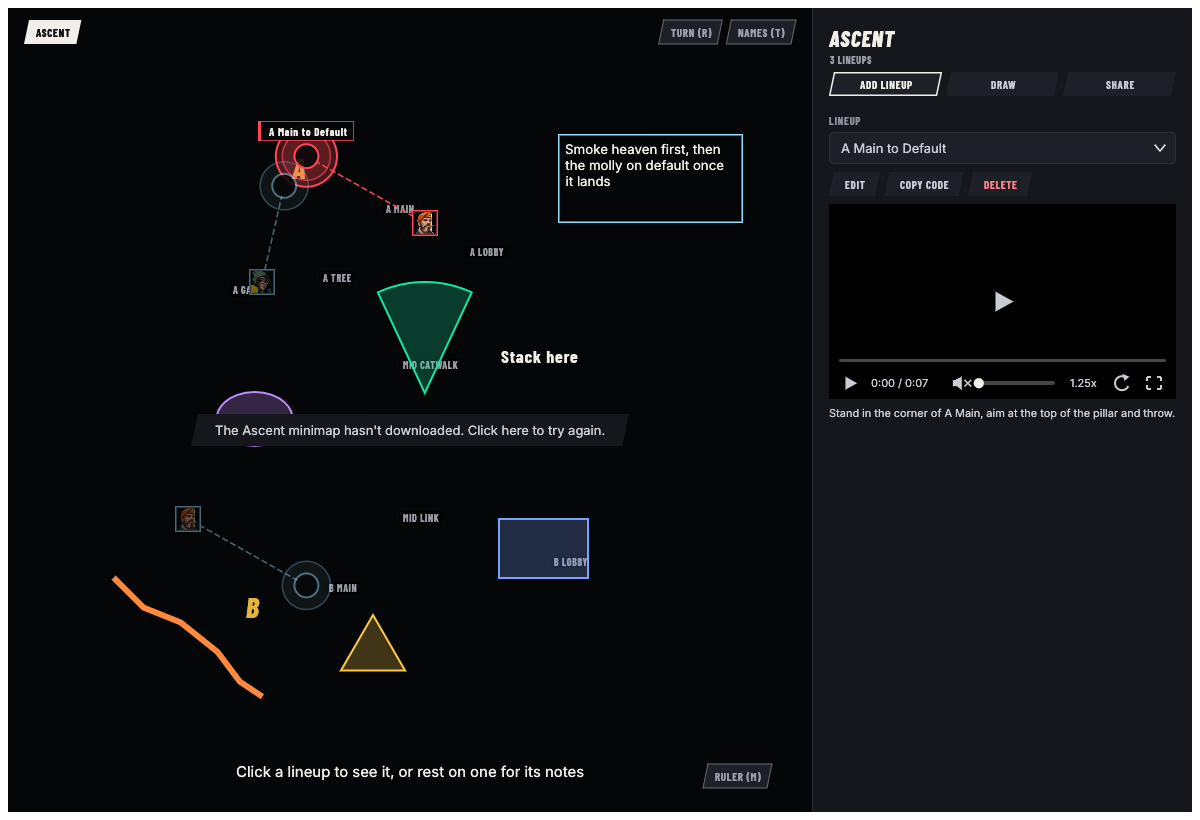 ASCENT
TURN (R)
NAMES (T)
A Main to Default
A
Smoke heaven first, then
the molly on default once
it lands
A MAIN
A LOBBY
A TREE
A GA
MID CATWALK
Stack here
The Ascent minimap hasn't downloaded. Click here to try again.
MID LINK
B LOBBY
B MAIN
B
Click a lineup to see it, or rest on one for its notes
RULER (M)
ASCENT
3 LINEUPS
ADD LINEUP
DRAW
SHARE
LINEUP
A Main to Default
EDIT
COPY CODE
DELETE
0:00 / 0:07
1.25x
Stand in the corner of A Main, aim at the top of the pillar and throw.